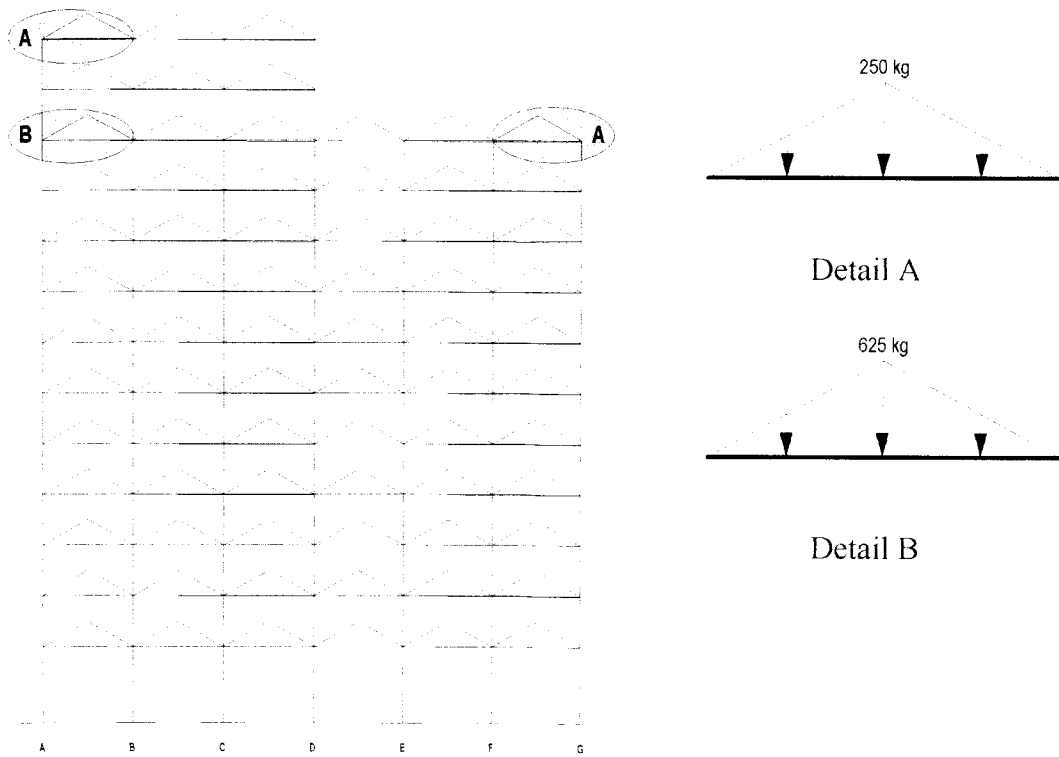 A
B
A
A B C D E F G
250 kg
Detail A
625 kg
Detail B